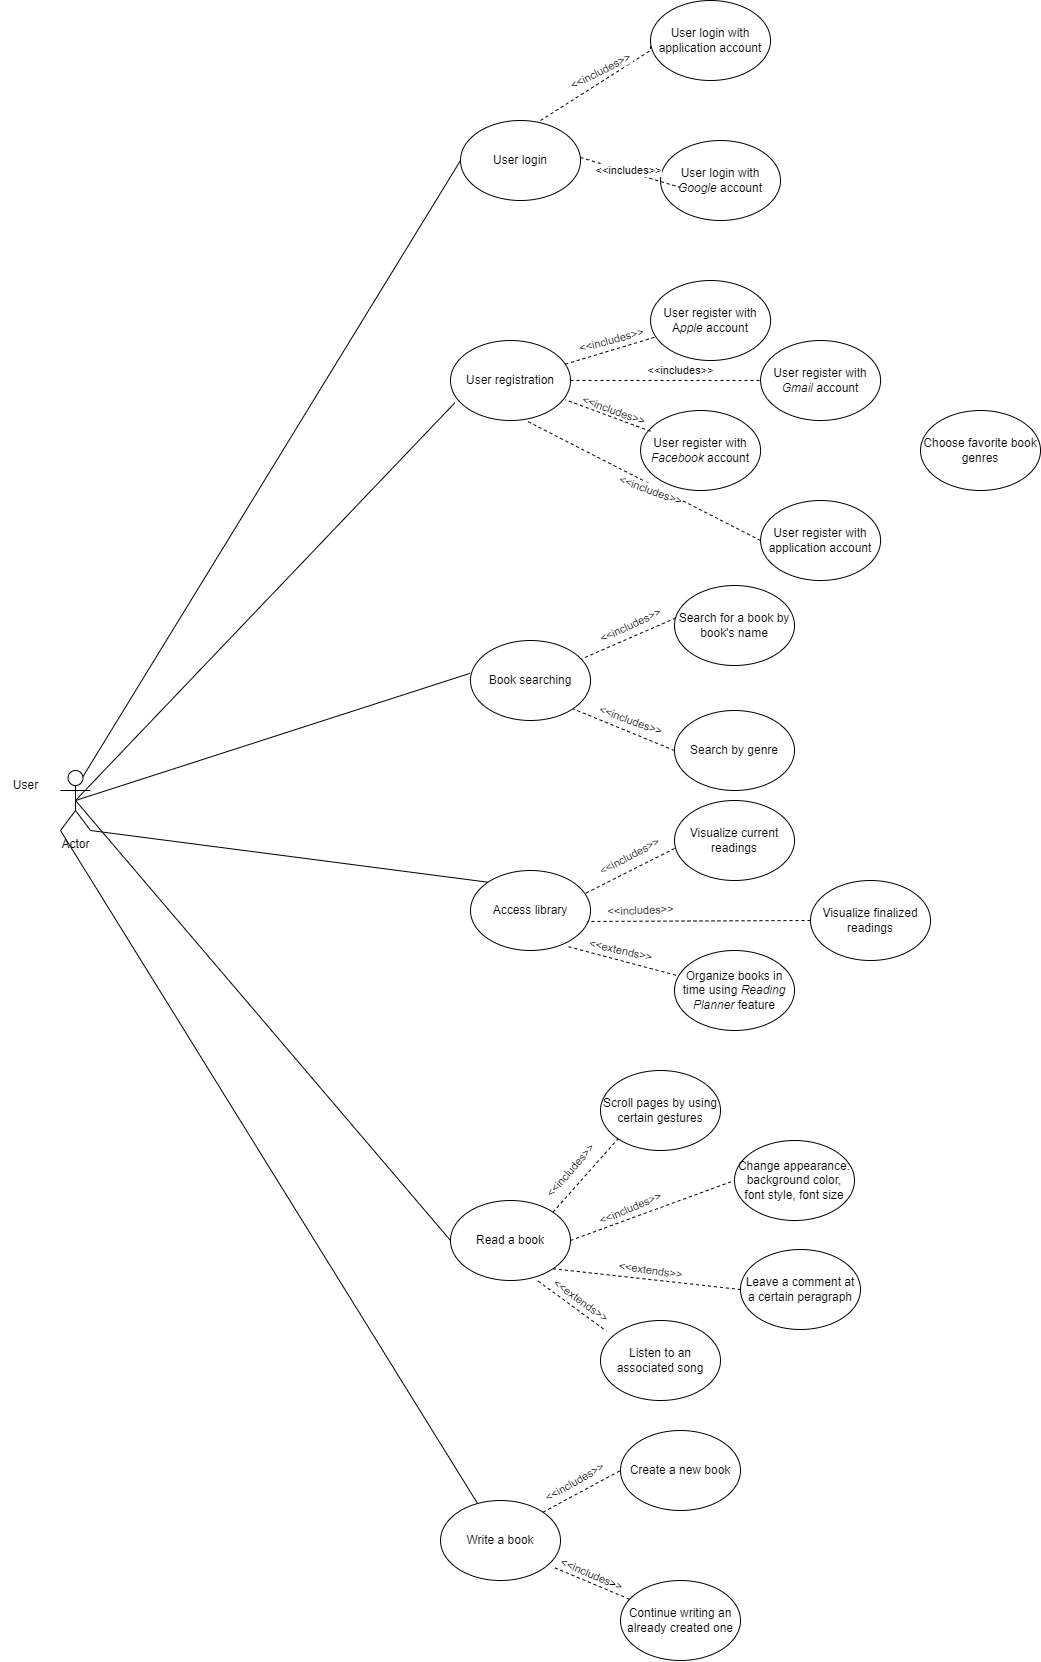 User login with
application account
<<includes>>
User login
<<includes>>
User login with
Google account
User register with
Apple account
<<includes>>
User registration
<<includes>>
User register with
Gmail account
<<includes>>
User register with
Facebook account
Choose favorite book
genres
<<includes>>
User register with
application account
Search for a book by
book's name
<<includes>>
Book searching
<<includes>>
Search by genre
User
Actor
Visualize current
readings
<<includes>>
Access library
<<includes>>
Visualize finalized
readings
<<extends>>
Organize books in
time using Reading
Planner feature
Scroll pages by using
certain gestures
<<includes>>
Change appearance:
background color,
font style, font size
<<includes>>
Read a book
<<extends>>
Leave a comment at
a certain peragraph
<<extends>>
Listen to an
associated song
Create a new book
<<includes>>
Write a book
<<includes>>
Continue writing an
already created one